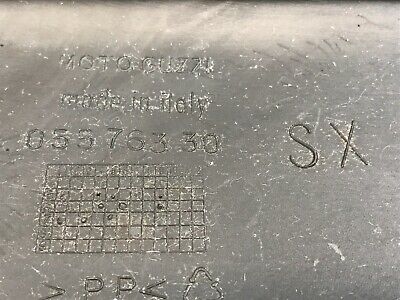 MOTO GUZZI
made in Italy
05576330
SX
>PP<